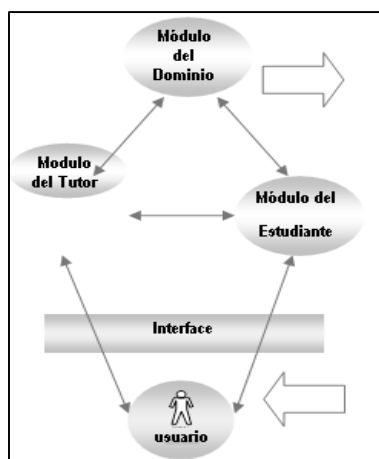 Módulo
del
Dominio
Modulo
del Tutor
Módulo del
Estudiante
Interface
usuario